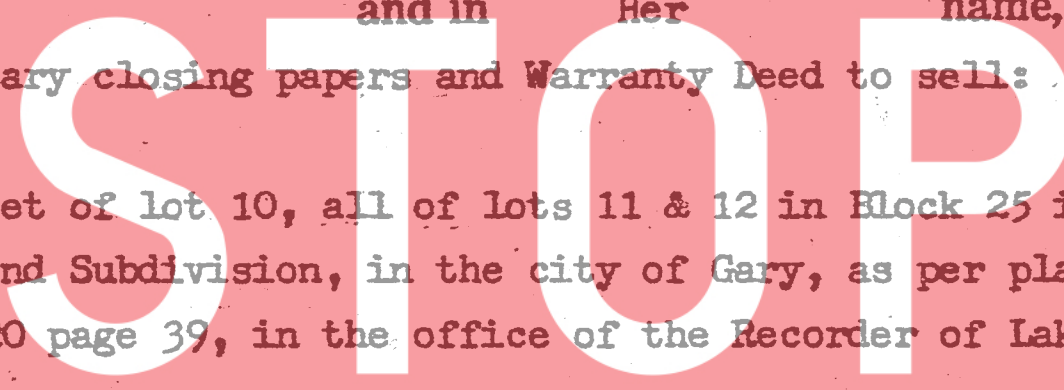 STOP
and in Her name,
ary closing papers and Warranty Deed to sell:
et of lot 10, all of lots 11 & 12 in Block 25
nd Subdivision, in the city of Gary, as per pla
20 page 39, in the office of the Recorder of Lak